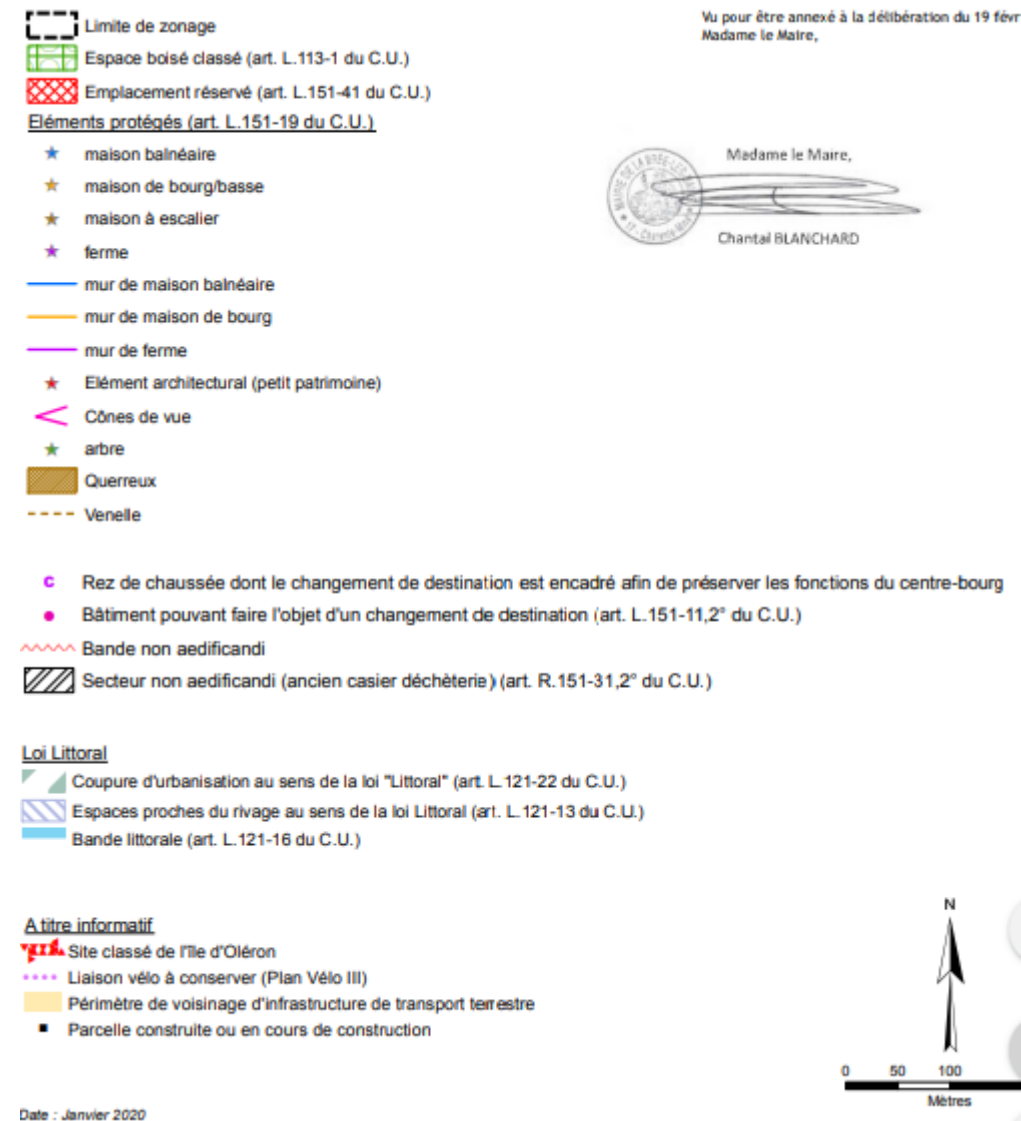 Vu pour être annexé à la délibération du 19 févr
Madame le Maire,
Limite de zonage
Espace boisé classé (art. L.113-1 du C.U.)
Emplacement réservé (art. L.151-41 du C.U.)
Eléments protégés (art. L.151-19 du C.U.)
maison balnéaire
maison de bourg/basse
maison à escalier
ferme
mur de maison balnéaire
mur de maison de bourg
mur de ferme
Elément architectural (petit patrimoine)
Cônes de vue
arbre
Querreux
Venelle
Madame le Maire,
MAIRIE DE LA BRÉE-LES
17 -
Chantal BLANCHARD
c Rez de chaussée dont le changement de destination est encadré afin de préserver les fonctions du centre-bourg
Bâtiment pouvant faire l'objet d'un changement de destination (art. L.151-11,2° du C.U.)
Bande non aedificandi
Secteur non aedificandi (ancien casier déchèterie) (art. R.151-31,2° du C.U.)
Loi Littoral
Coupure d'urbanisation au sens de la loi "Littoral" (art. L.121-22 du C.U.)
Espaces proches du rivage au sens de la loi Littoral (art. L.121-13 du C.U.)
Bande littorale (art. L.121-16 du C.U.)
A titre informatif
Site classé de l'île d'Oléron
Liaison vélo à conserver (Plan Vélo III)
Périmètre de voisinage d'infrastructure de transport terrestre
Parcelle construite ou en cours de construction
N
0 50 100
Mètres
Date : Janvier 2020